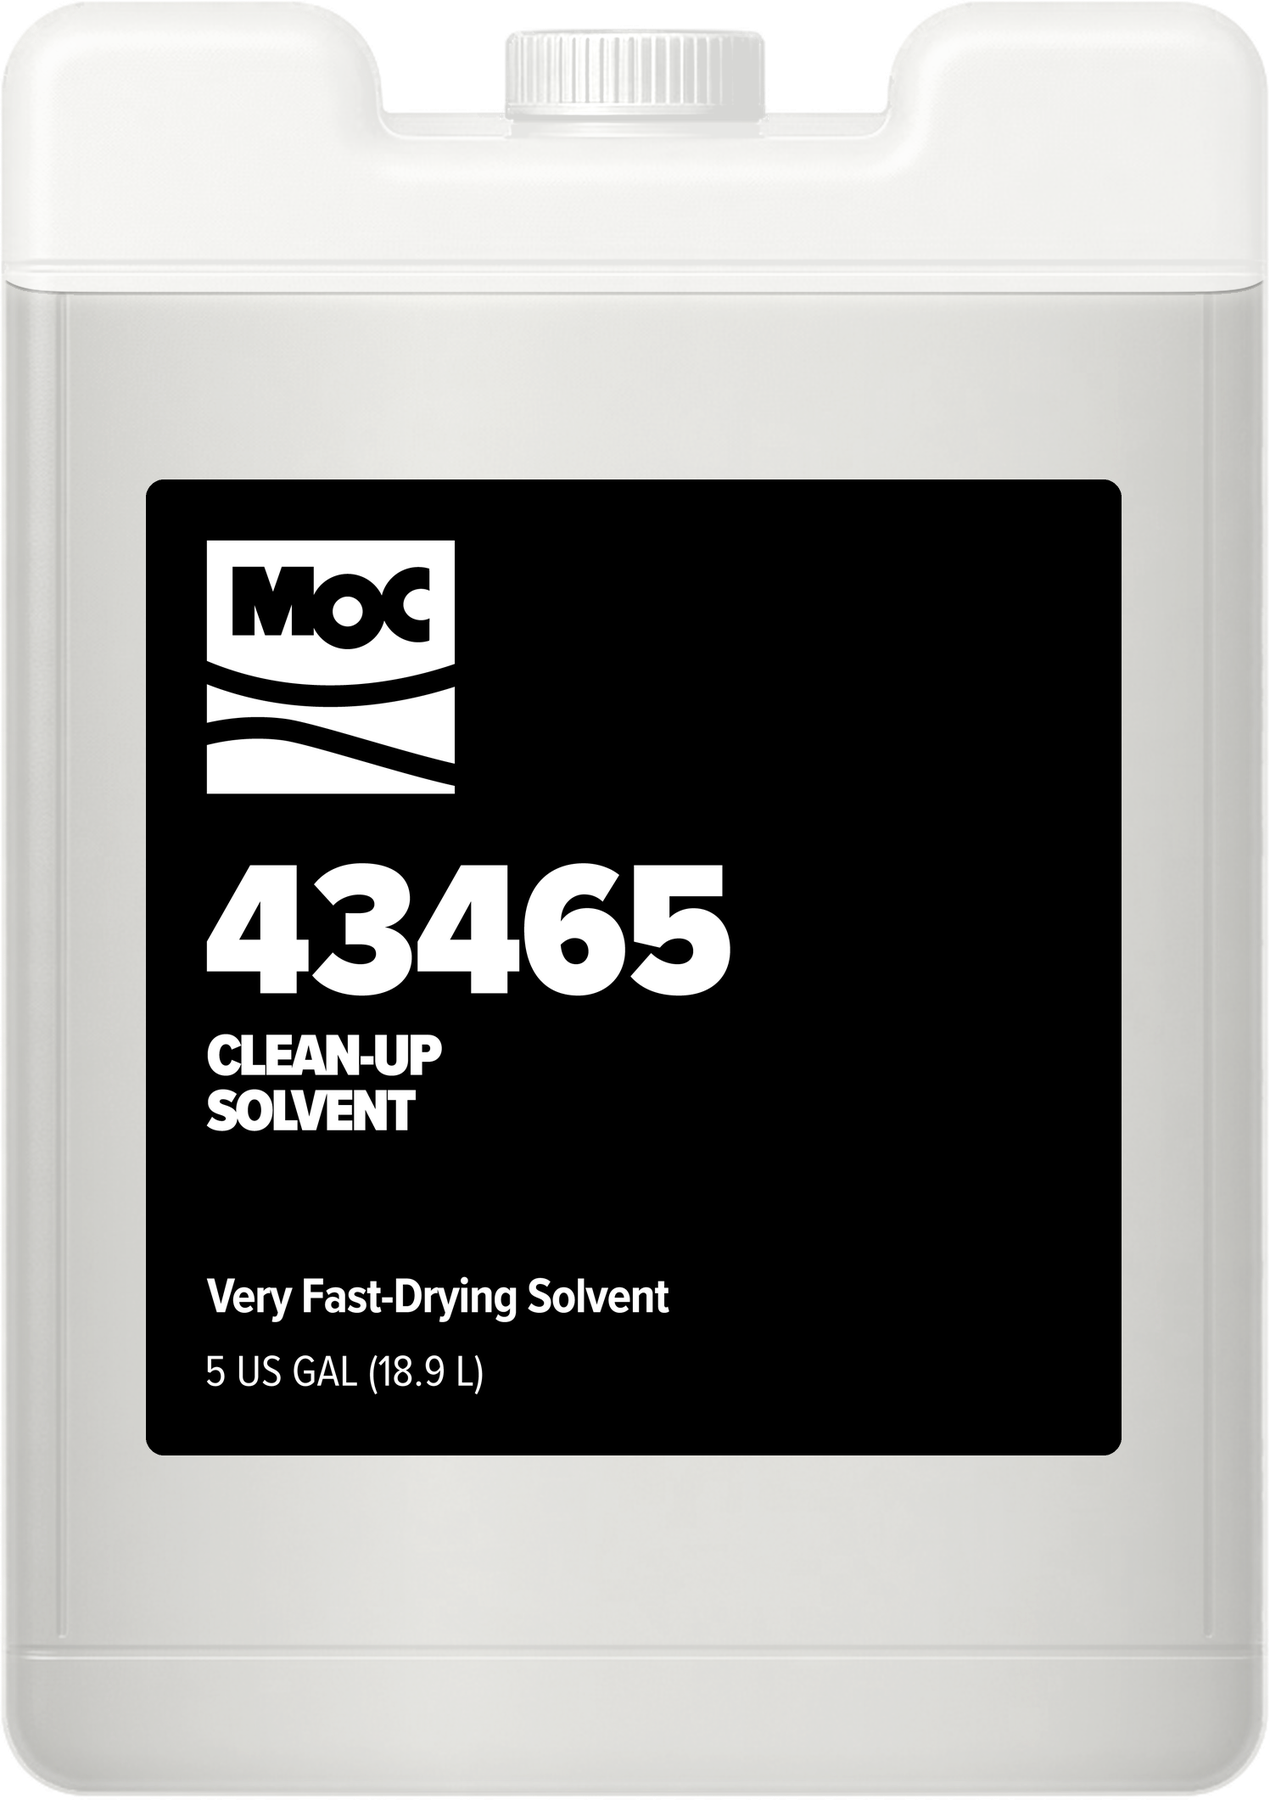 MOC
43465
CLEAN-UP
SOLVENT
Very Fast-Drying Solvent
5 US GAL (18.9 L)